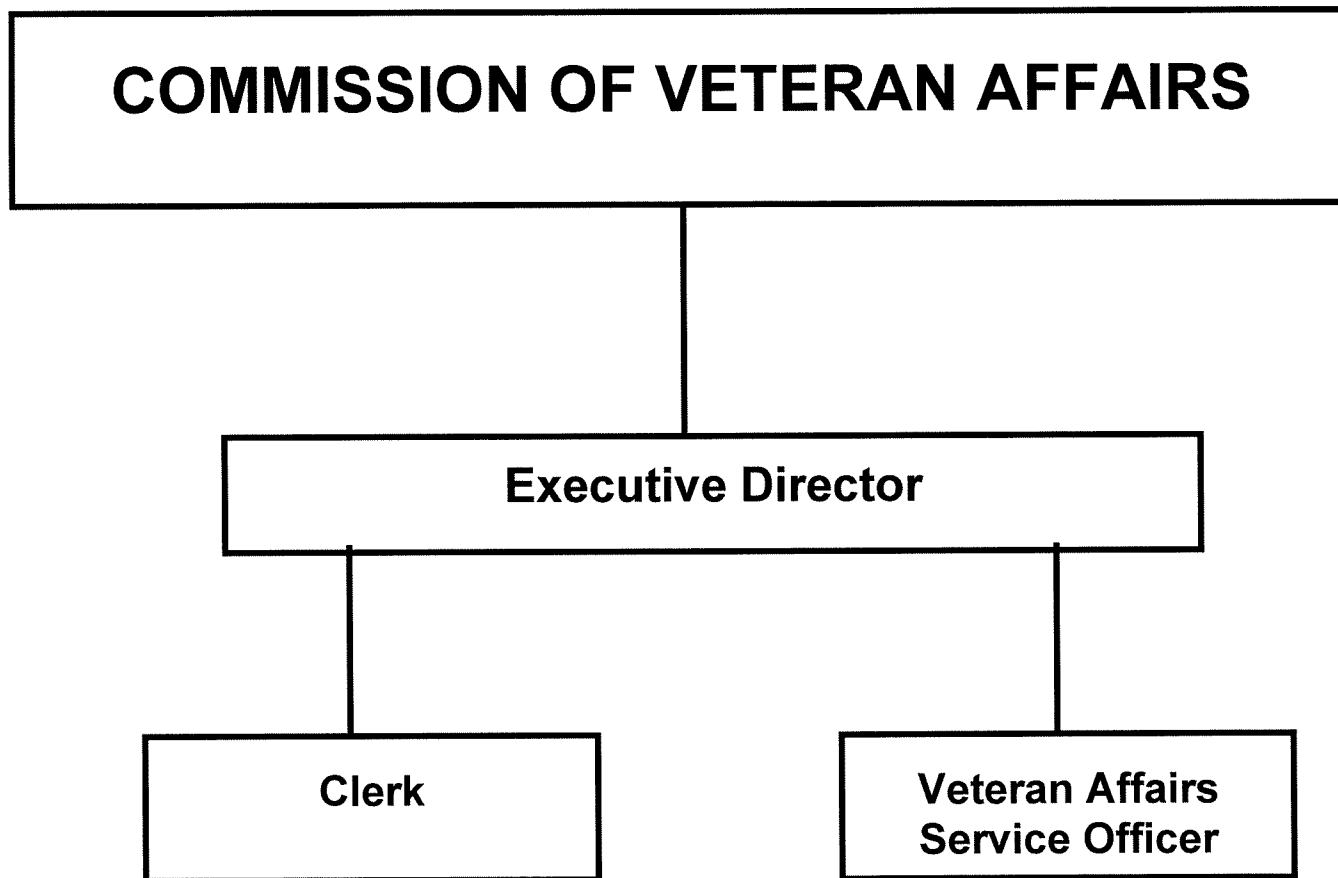 COMMISSION OF VETERAN AFFAIRS
Executive Director
Clerk
Veteran Affairs
Service Officer